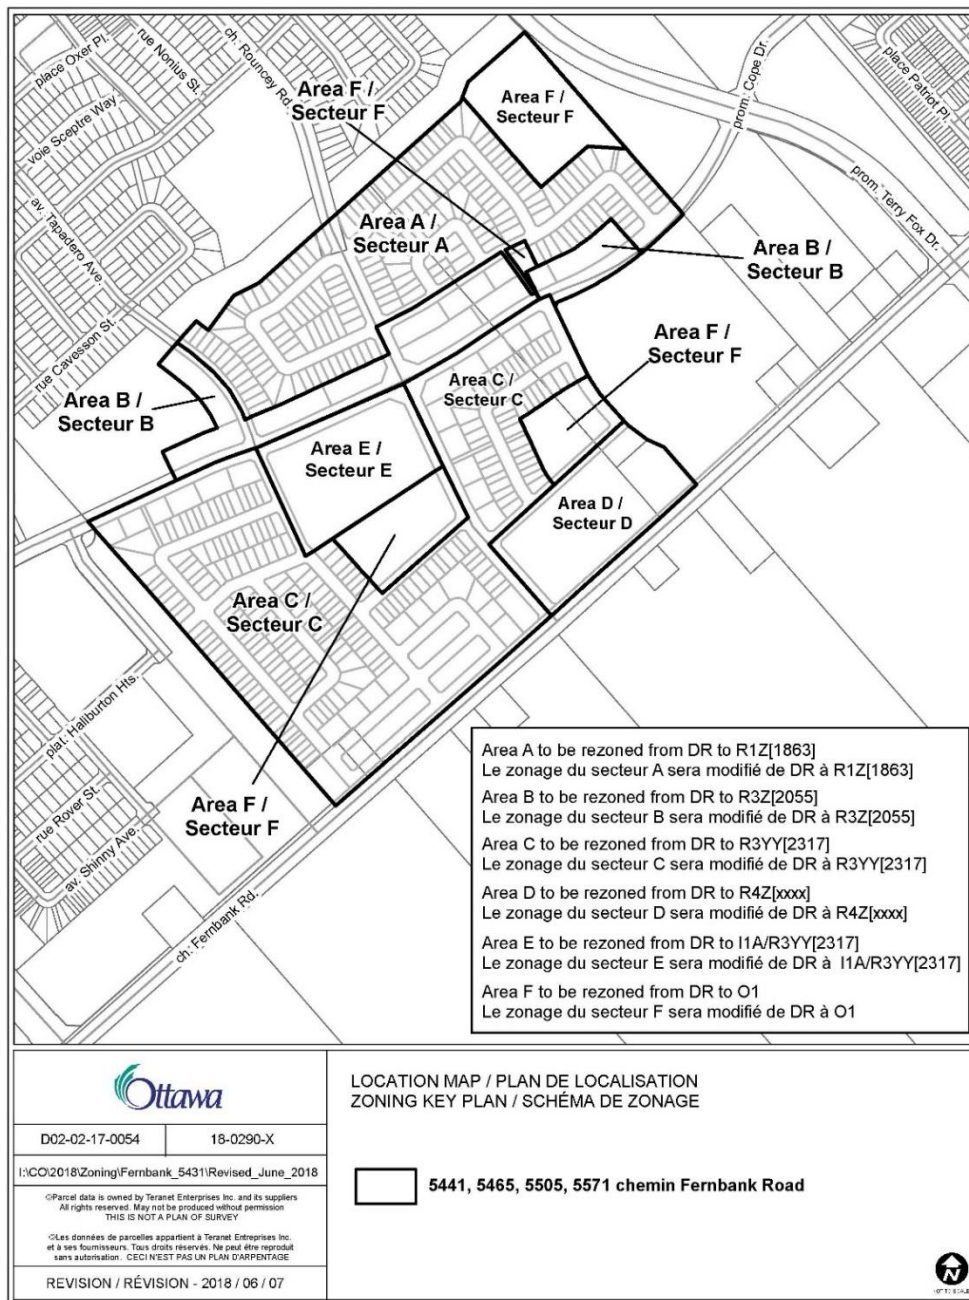 place Oxer Pl.
rue Nonius St.
ch. Rouncey Rd.
voie Sceptre Way
av. Tapadero Ave.
rue Cavesson St.
prom. Cope Dr.
place Patriot Pl.
prom. Terry Fox Dr.
Area F /
Secteur F
Area F /
Secteur F
Area A /
Secteur A
Area B /
Secteur B
Area F /
Secteur F
Area B /
Secteur B
Area C /
Secteur C
Area E /
Secteur E
Area D /
Secteur D
Area C /
Secteur C
Area F /
Secteur F
plat. Haliburton Hts.
rue Rover St.
av. Shinny Ave.
ch. Fernbank Rd.
Area A to be rezoned from DR to R1Z[1863]
Le zonage du secteur A sera modifié de DR à R1Z[1863]
Area B to be rezoned from DR to R3Z[2055]
Le zonage du secteur B sera modifié de DR à R3Z[2055]
Area C to be rezoned from DR to R3YY[2317]
Le zonage du secteur C sera modifié de DR à R3YY[2317]
Area D to be rezoned from DR to R4Z[xxxx]
Le zonage du secteur D sera modifié de DR à R4Z[xxxx]
Area E to be rezoned from DR to I1A/R3YY[2317]
Le zonage du secteur E sera modifié de DR à I1A/R3YY[2317]
Area F to be rezoned from DR to O1
Le zonage du secteur F sera modifié de DR à O1
Ottawa
D02-02-17-0054
18-0290-X
I:\CO\2018\Zoning\Fernbank_5431\Revised_June_2018
©Parcel data is owned by Teranet Enterprises Inc. and its suppliers
All rights reserved. May not be produced without permission
THIS IS NOT A PLAN OF SURVEY
©Les données de parcelles appartient à Teranet Entreprises Inc.
et à ses fournisseurs. Tous droits réservés. Ne peut être reproduit
sans autorisation. CECI N'EST PAS UN PLAN D'ARPENTAGE
REVISION / RÉVISION - 2018 / 06 / 07
LOCATION MAP / PLAN DE LOCALISATION
ZONING KEY PLAN / SCHÉMA DE ZONAGE
5441, 5465, 5505, 5571 chemin Fernbank Road
N
NOT TO SCALE